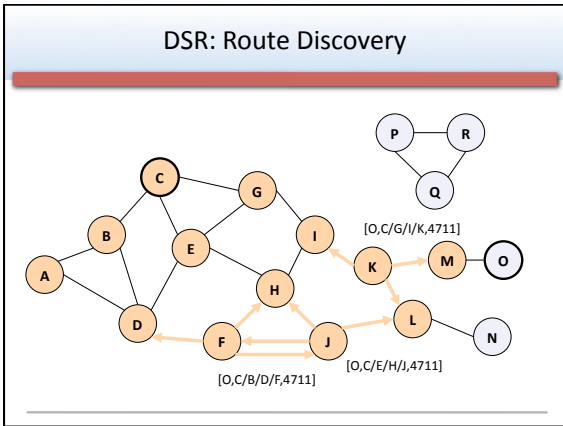 DSR: Route Discovery
P
R
C
G
Q
[O,C/G/I/K,4711]
B
E
I
A
K
M
O
H
D
L
F
J
N
[O,C/E/H/J,4711]
[O,C/B/D/F,4711]